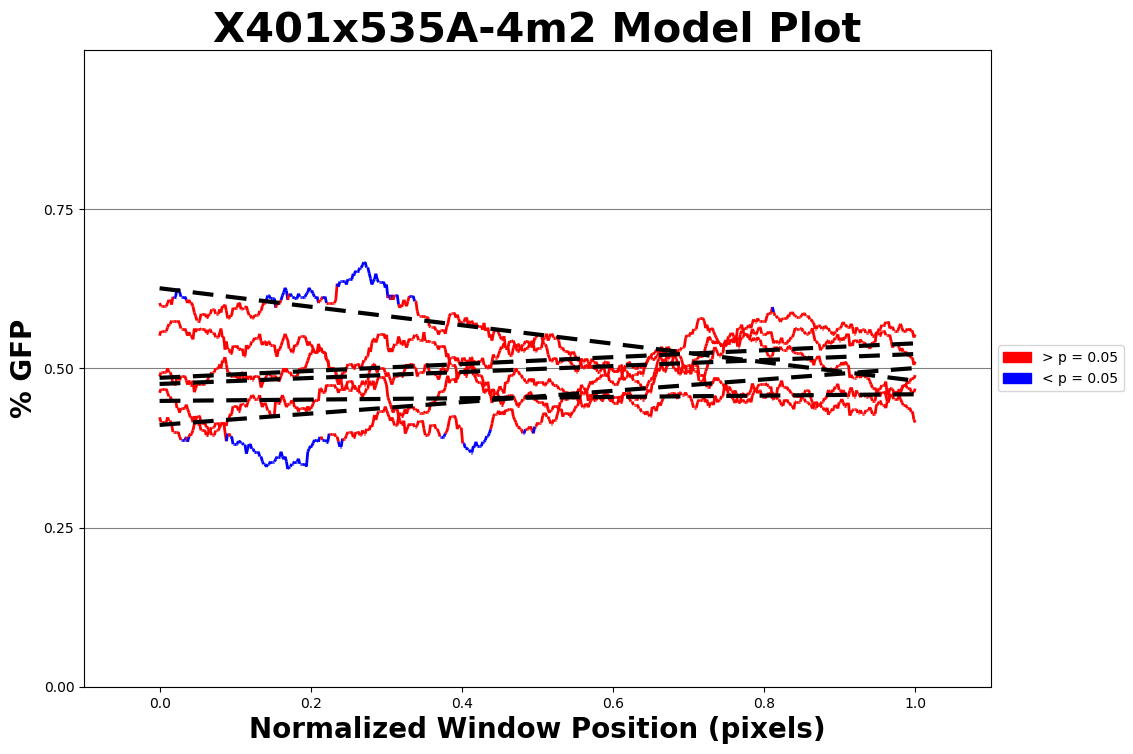 X401x535A-4m2 Model Plot
% GFP
0.75
0.50
0.25
0.00
0.0 0.2 0.4 0.6 0.8 1.0
Normalized Window Position (pixels)
> p = 0.05
< p = 0.05